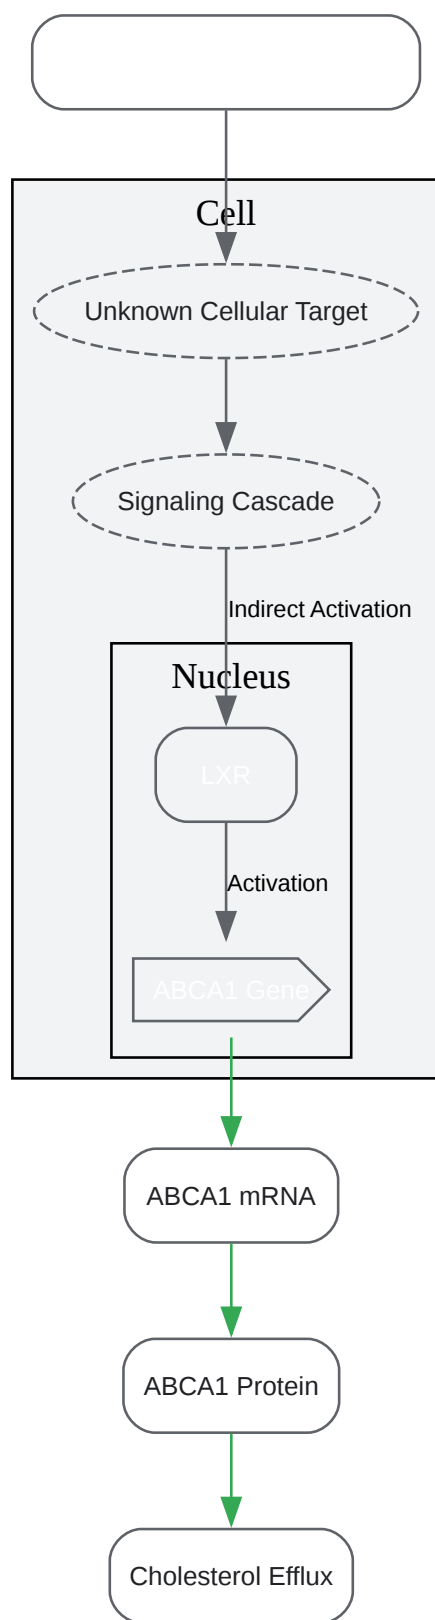 Cell
Unknown Cellular Target
Signaling Cascade
Indirect Activation
Nucleus
LXR
Activation
ABCA1 Gene
ABCA1 mRNA
ABCA1 Protein
Cholesterol Efflux